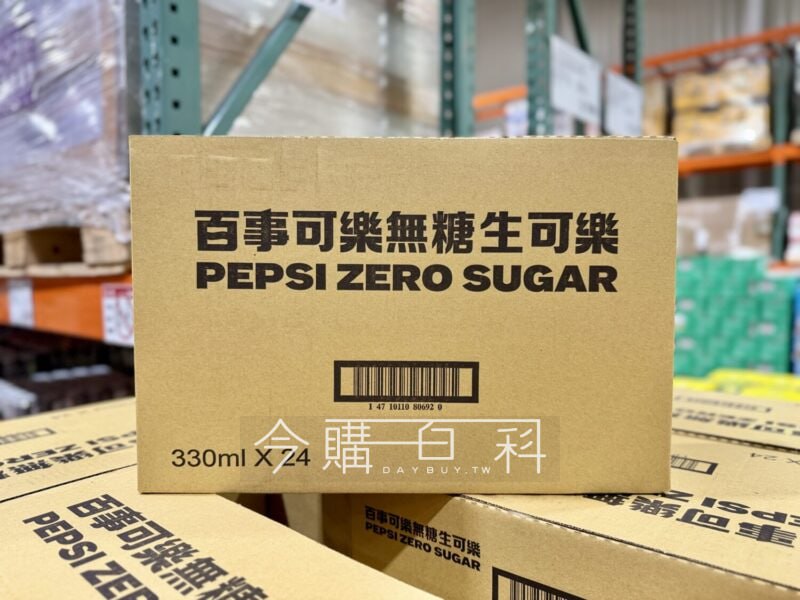 百事可樂無糖生可樂
PEPSI ZERO SUGAR
1 47 10110 80692 0
330ml X 24
今購百科
DAYBUY.TW
百事可樂無糖
PEPSI ZER
百事可樂無糖生可樂
PEPSI ZERO SUGAR